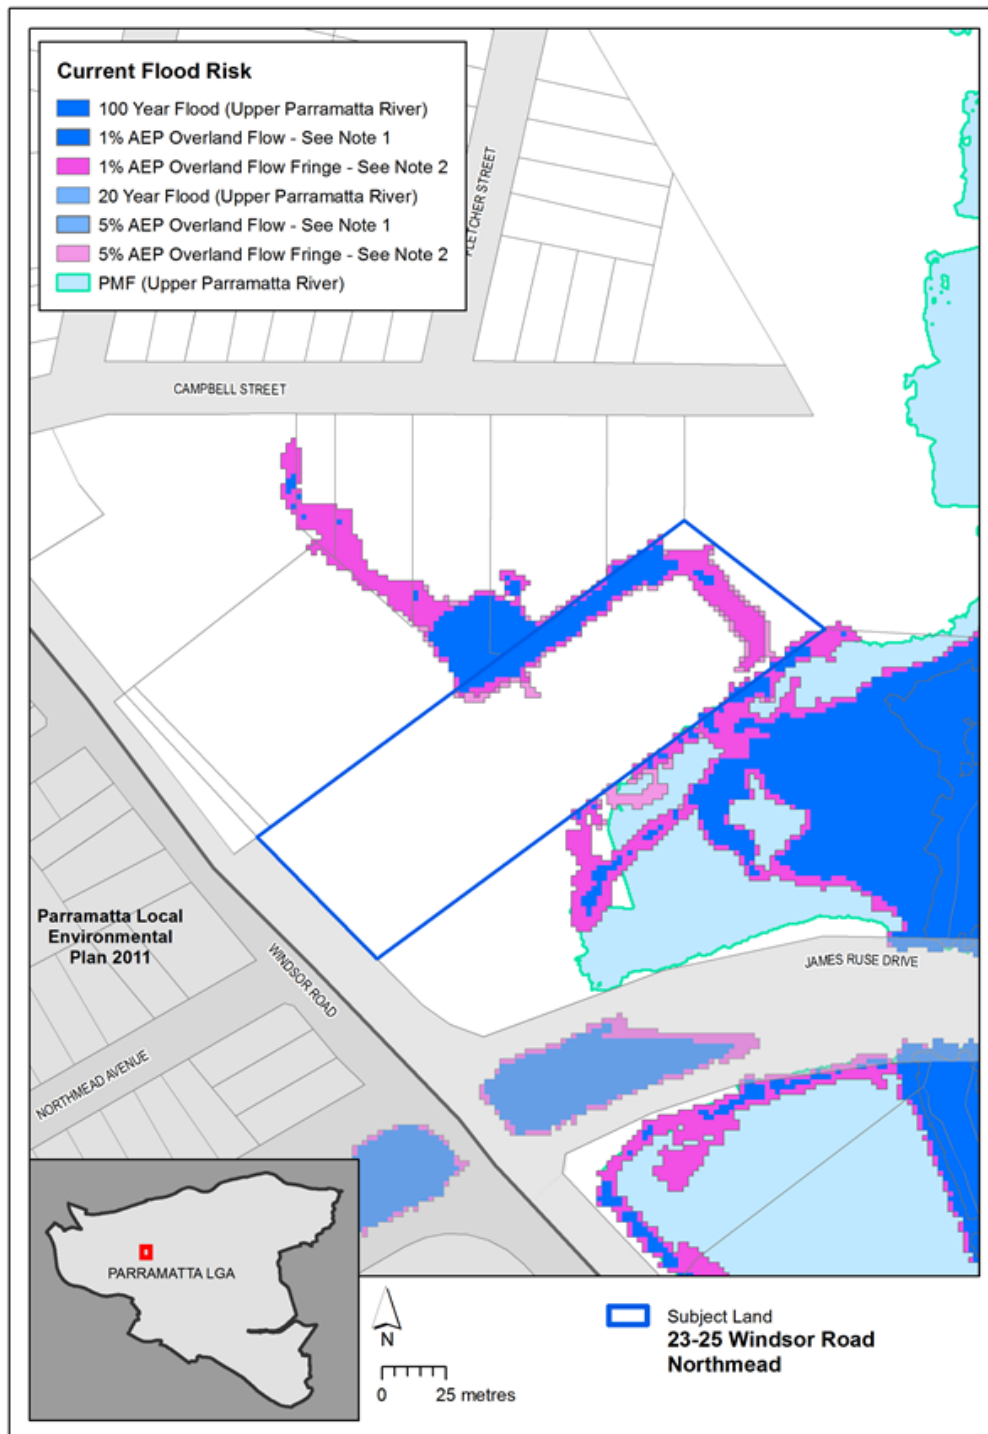 Current Flood Risk
100 Year Flood (Upper Parramatta River)
1% AEP Overland Flow - See Note 1
1% AEP Overland Flow Fringe - See Note 2
20 Year Flood (Upper Parramatta River)
5% AEP Overland Flow - See Note 1
5% AEP Overland Flow Fringe - See Note 2
PMF (Upper Parramatta River)
FLETCHER STREET
CAMPBELL STREET
Parramatta Local
Environmental
Plan 2011
WINDSOR ROAD
JAMES RUSE DRIVE
NORTHMEAD AVENUE
PARRAMATTA LGA
N
0 25 metres
Subject Land
23-25 Windsor Road
Northmead